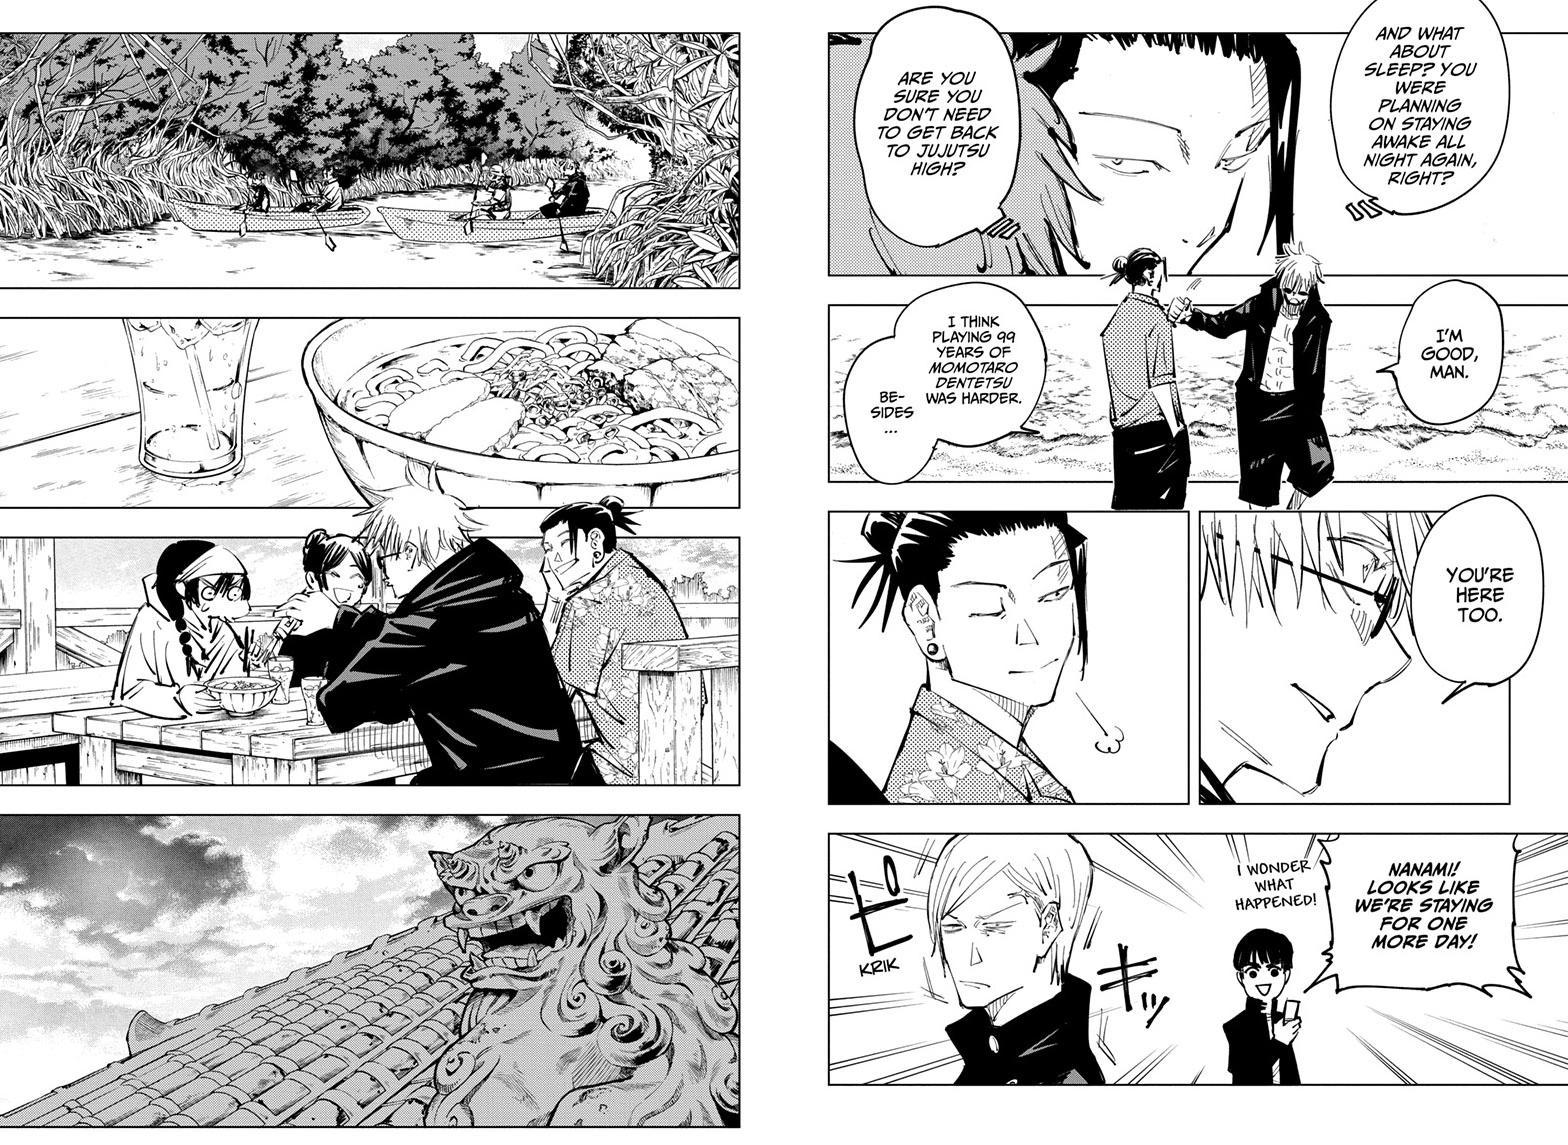 AND WHAT
ABOUT
SLEEP? YOU
WERE
PLANNING
ON STAYING
AWAKE ALL
NIGHT AGAIN,
RIGHT?
ARE YOU
SURE YOU
DON'T NEED
TO GET BACK
TO JUJUTSU
HIGH?
I'M
GOOD,
MAN.
I THINK
PLAYING 99
YEARS OF
MOMOTARO
DENTETSU
WAS HARDER.
BE-
SIDES
...
YOU'RE
HERE
TOO.
NANAMI!
LOOKS LIKE
WE'RE STAYING
FOR ONE
MORE DAY!
I WONDER
WHAT
HAPPENED!
ピキッ
KRIK